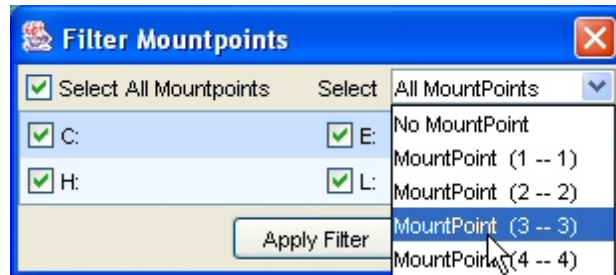 Filter Mountpoints
Select All Mountpoints Select All MountPoints
C: E: No MountPoint
MountPoint (1 -- 1)
H: L: MountPoint (2 -- 2)
Apply Filter MountPoint (3 -- 3)
MountPoint (4 -- 4)